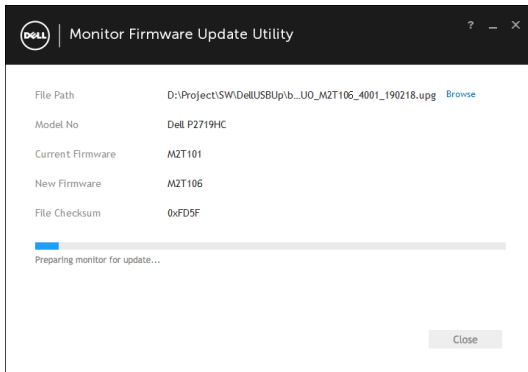 DELL Monitor Firmware Update Utility ? _ ×
File Path D:\Project\SW\DellUSBUp\b...UO_M2T106_4001_190218.upg Browse
Model No Dell P2719HC
Current Firmware M2T101
New Firmware M2T106
File Checksum 0xFD5F
Preparing monitor for update...
Close